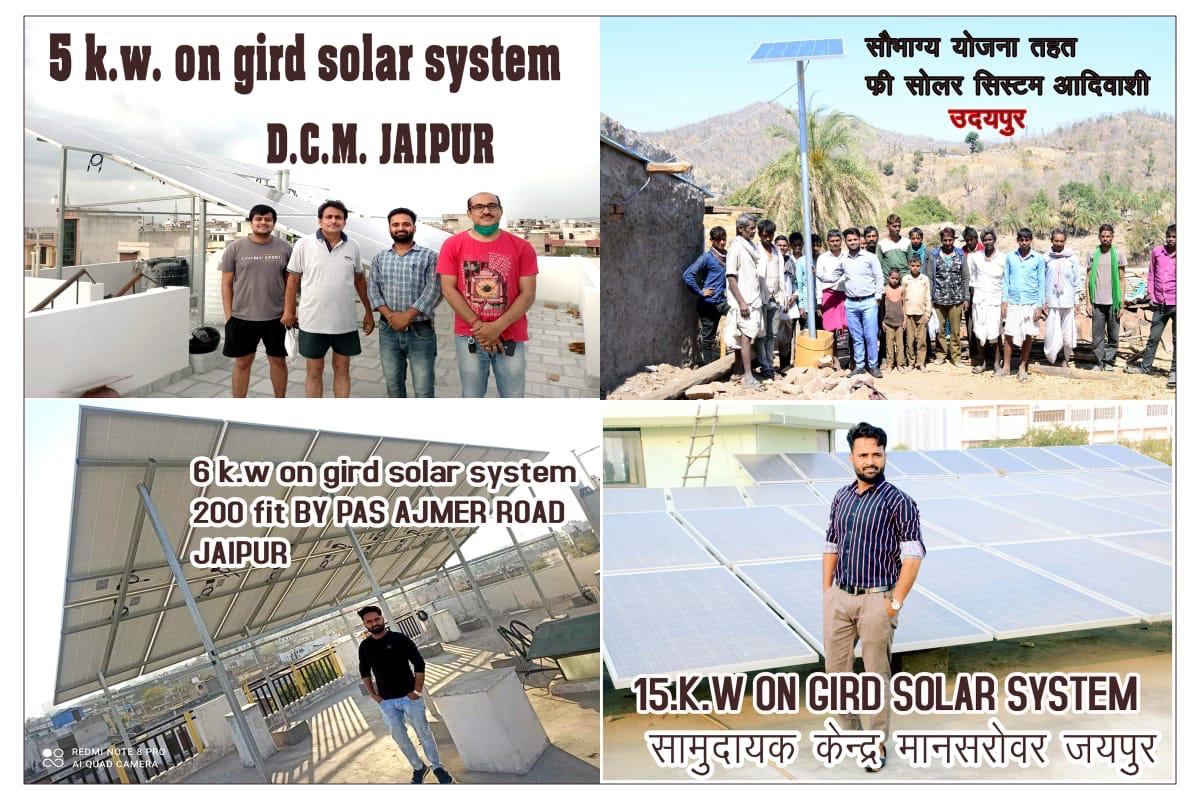 5 k.w. on gird solar system
D.C.M. JAIPUR
सौभाग्य योजना तहत
फ्री सोलर सिस्टम आदिवाशी
उदयपुर
6 k.w on gird solar system
200 fit BY PAS AJMER ROAD
JAIPUR
REDMI NOTE 8 PRO
AI QUAD CAMERA
15.K.W ON GIRD SOLAR SYSTEM
सामुदायक केन्द्र मानसरोवर जयपुर